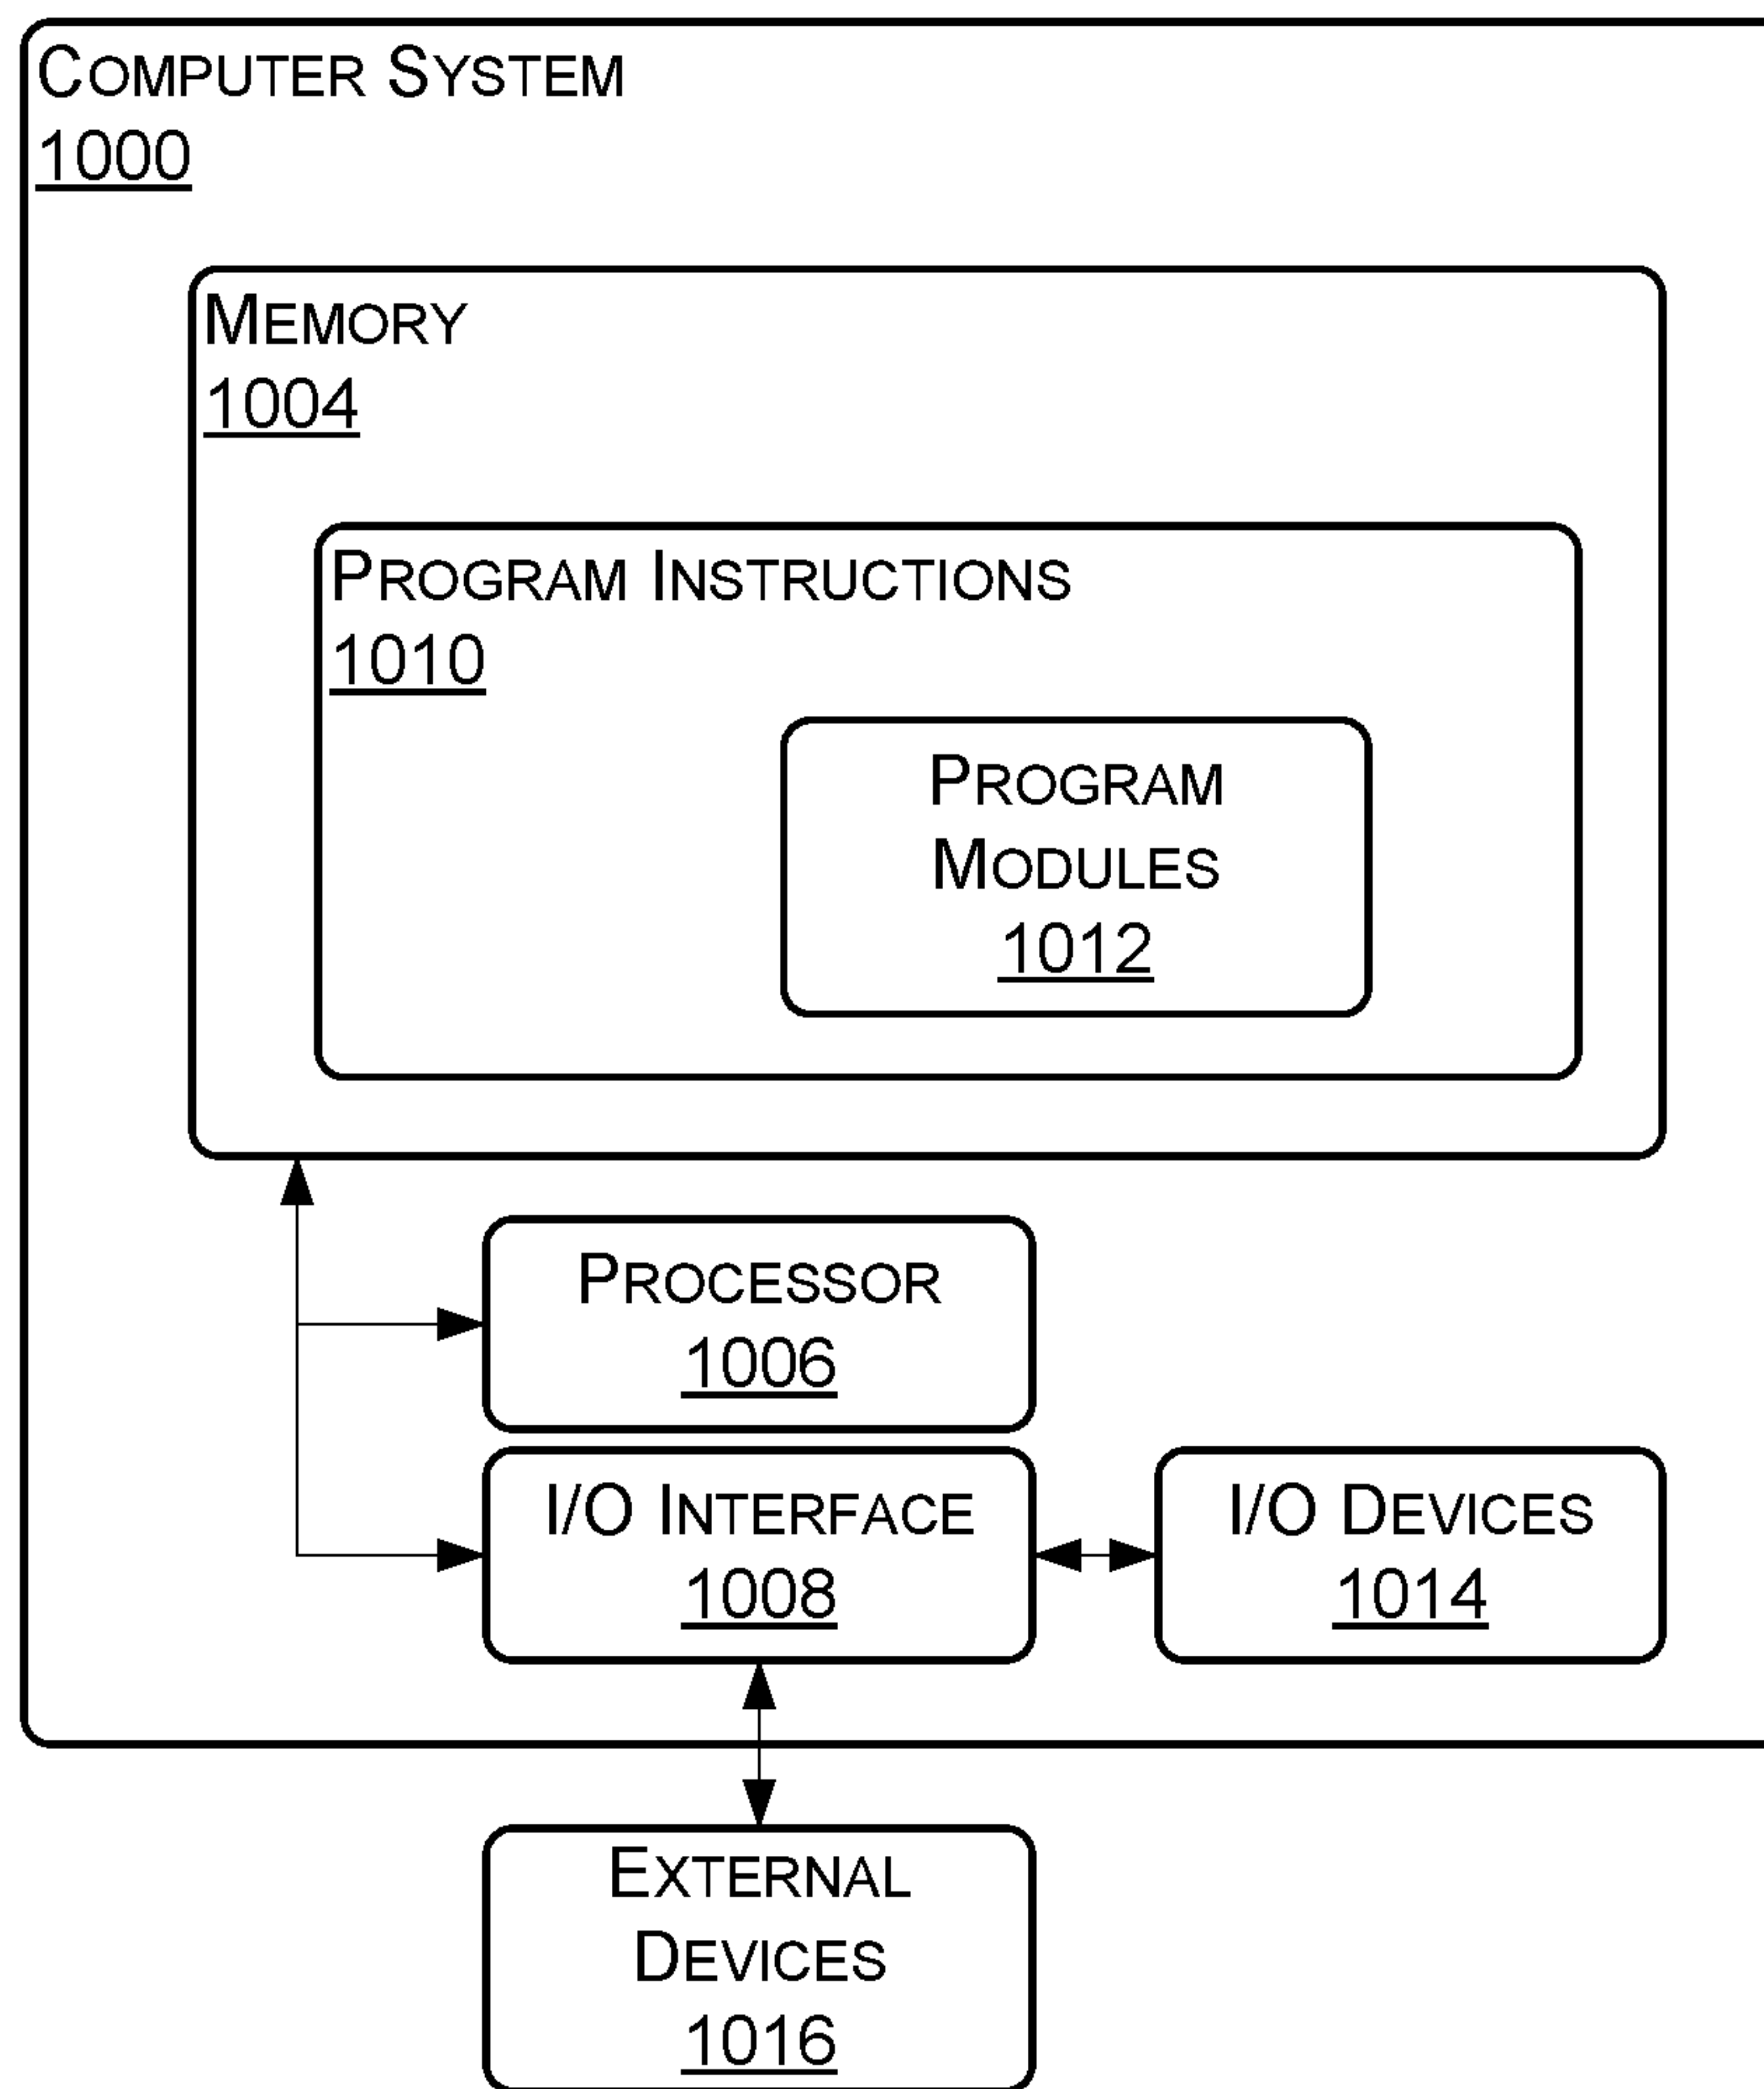 COMPUTER SYSTEM
1000
MEMORY
1004
PROGRAM INSTRUCTIONS
1010
PROGRAM
MODULES
1012
PROCESSOR
1006
I/O INTERFACE
1008
I/O DEVICES
1014
EXTERNAL
DEVICES
1016